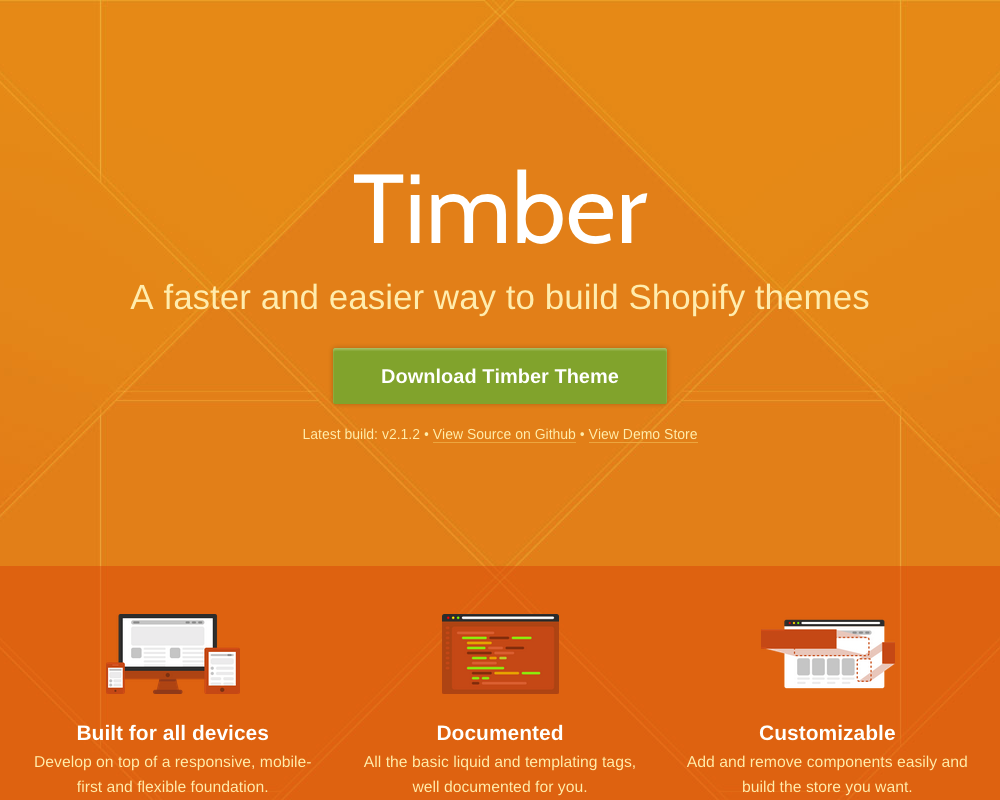 Timber
A faster and easier way to build Shopify themes
Download Timber Theme
Latest build: v2.1.2 • View Source on Github • View Demo Store
Built for all devices
Develop on top of a responsive, mobile-
first and flexible foundation.
Documented
All the basic liquid and templating tags,
well documented for you.
Customizable
Add and remove components easily and
build the store you want.